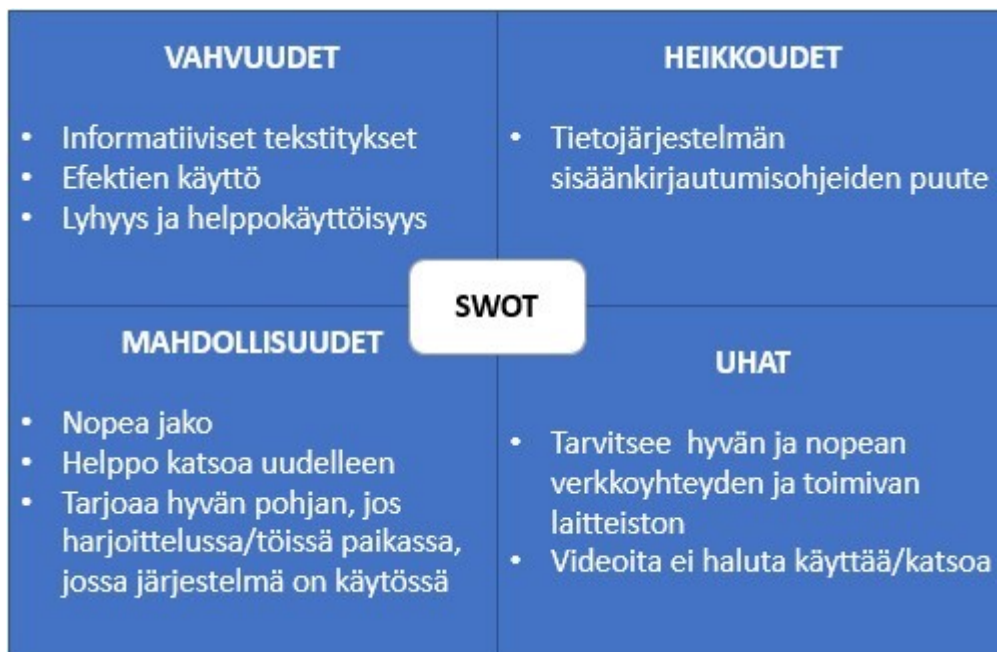 VAHVUUDET
• Informatiiviset tekstitykset
• Efektien käyttö
• Lyhyys ja helppokäyttöisyys
HEIKKOUDET
• Tietojärjestelmän
sisäänkirjautumisohjeiden puute
SWOT
MAHDOLLISUUDET
• Nopea jako
• Helppo katsoa uudelleen
• Tarjoaa hyvän pohjan, jos
harjoittelussa/töissä paikassa,
jossa järjestelmä on käytössä
UHAT
• Tarvitsee hyvän ja nopean
verkkoyhteyden ja toimivan
laitteiston
• Videoita ei haluta käyttää/katsoa